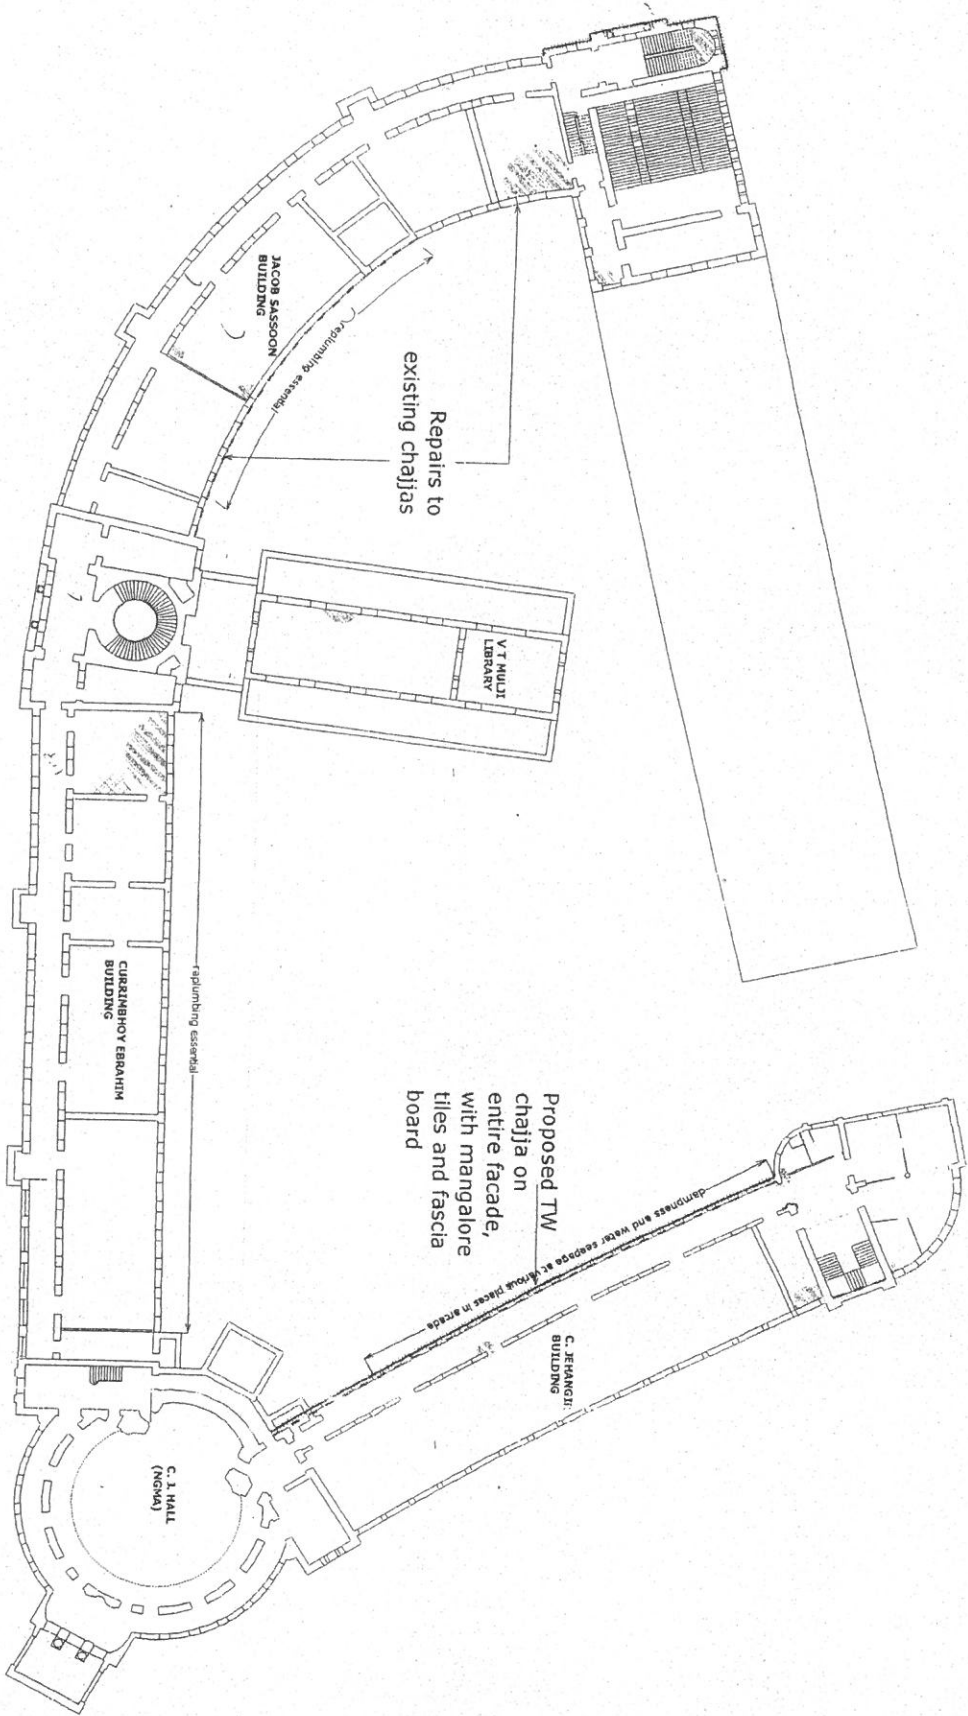 JACOB SASSOON
BUILDING
replumbing essential
Repairs to
existing chajjas
V T MULJI
LIBRARY
CURRIMBHOY EBRAHIM
BUILDING
replumbing essential
Proposed TW
chajja on
entire facade,
with mangalore
tiles and fascia
board
dampness and water seepage at various places in arcade
C. JEHANGIR
BUILDING
C. J. HALL
(NGMA)